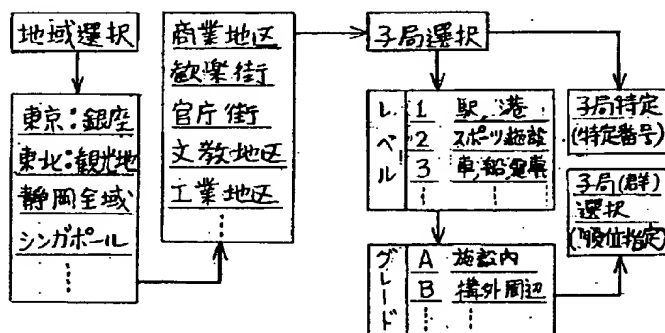 地域選択
東京:銀座
東北:観光地
静岡全域
シンガポール
商業地区
歓楽街
官庁街
文教地区
工業地区
子局選択
レベル
1 駅,港
2 スポーツ施設
3 車,船,電車
グレード
A 施設内
B 構外周辺
子局特定
(特定番号)
子局(群)
選択
(順位指定)